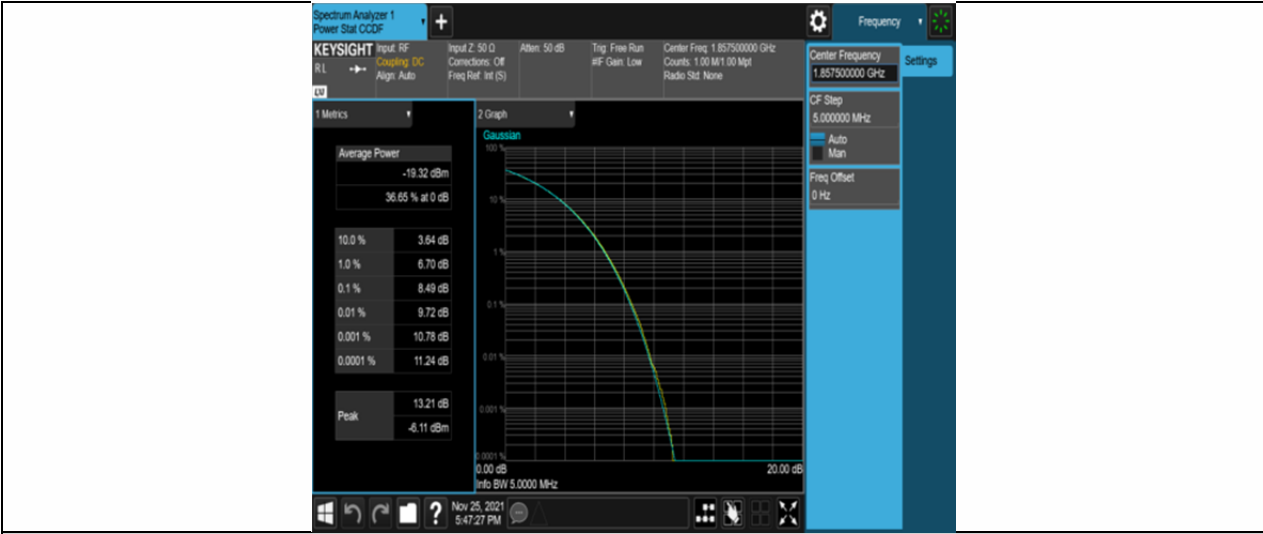 Spectrum Analyzer 1
Power Stat CCDF
Frequency
KEYSIGHT
RL
LV
Input: RF
Coupling: DC
Align: Auto
Input Z: 50 Ω
Corrections: Off
Freq Ref: Int (S)
Atten: 50 dB
Trig: Free Run
#IF Gain: Low
Center Freq: 1.857500000 GHz
Counts: 1.00 M/1.00 Mpt
Radio Std: None
Center Frequency
1.857500000 GHz
Settings
CF Step
5.000000 MHz
Auto
Man
Freq Offset
0 Hz
1 Metrics
Average Power
-19.32 dBm
36.65 % at 0 dB
10.0 % 3.64 dB
1.0 % 6.70 dB
0.1 % 8.49 dB
0.01 % 9.72 dB
0.001 % 10.78 dB
0.0001 % 11.24 dB
Peak
13.21 dB
-6.11 dBm
2 Graph
Gaussian
100 %
10 %
1 %
0.1 %
0.01 %
0.001 %
0.0001 %
0.00 dB
20.00 dB
Info BW 5.0000 MHz
?
Nov 25, 2021
5:47:27 PM